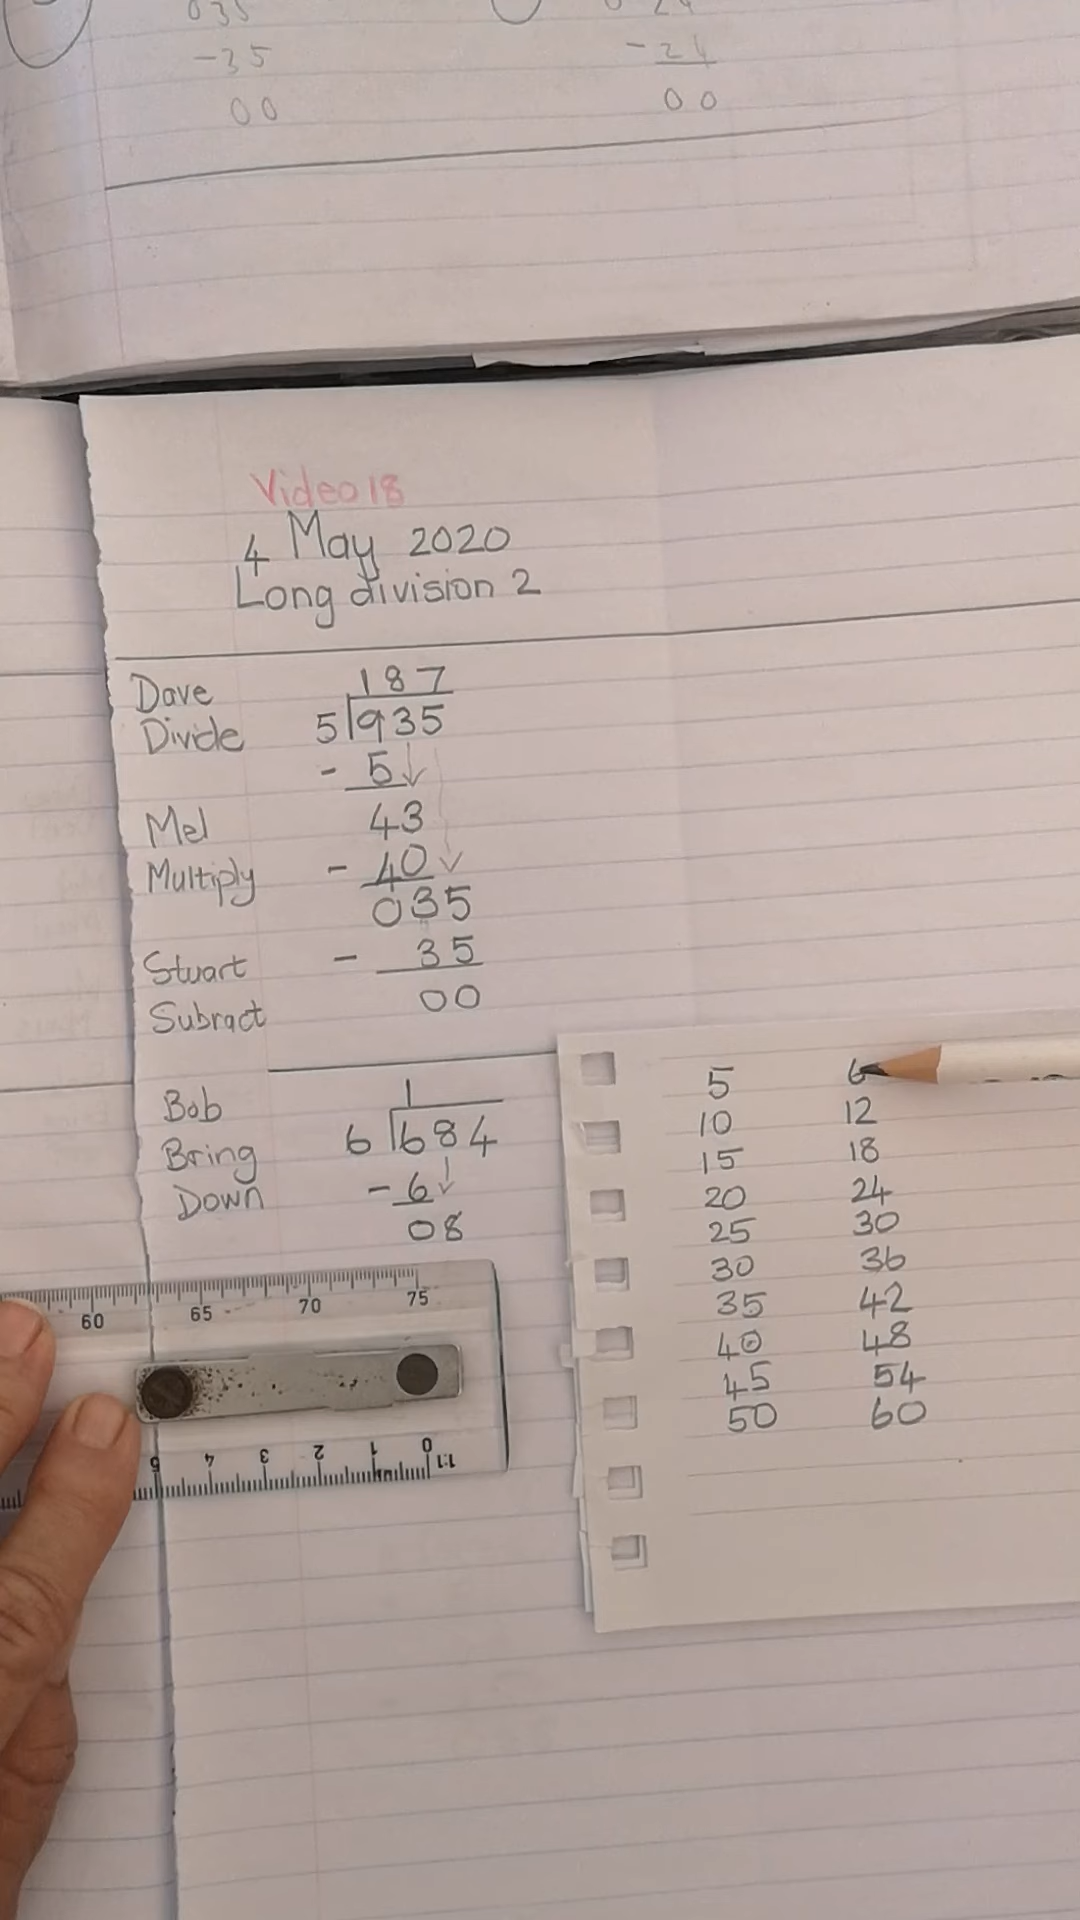 035
-35
00
24
-24
00
Video 18
4 May 2020
Long division 2
Dave
Divide
Mel
Multiply
Stuart
Subract
187
5 935
- 5
43
- 40
035
- 35
00
Bob
Bring
Down
1
6 684
- 6
08
5 6
10 12
15 18
20 24
25 30
30 36
35 42
40 48
45 54
50 60
60 65 70 75
5 4 3 2 1 0 1:1